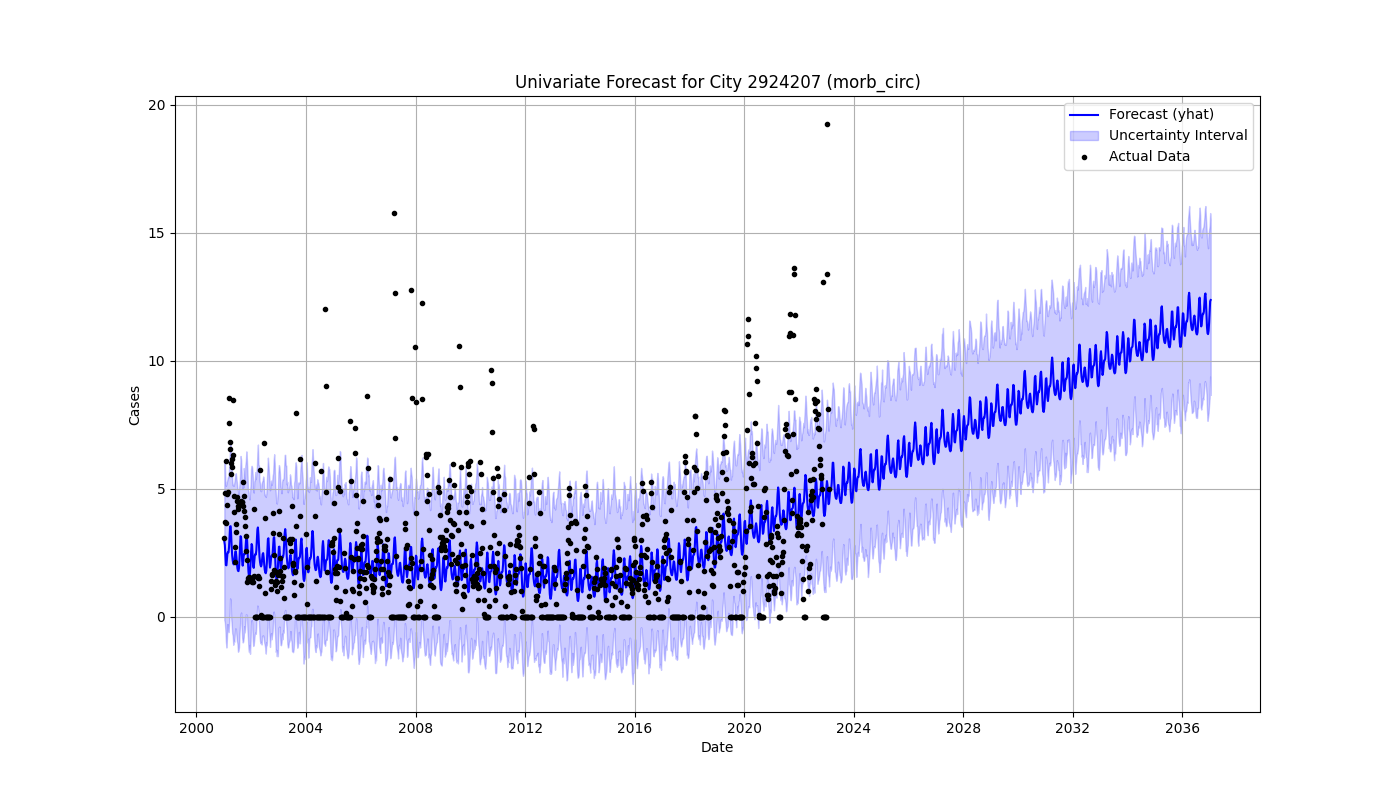 Univariate Forecast for City 2924207 (morb_circ)
Forecast (yhat)
Uncertainty Interval
Actual Data
20
15
10
5
0
Cases
2000 2004 2008 2012 2016 2020 2024 2028 2032 2036
Date